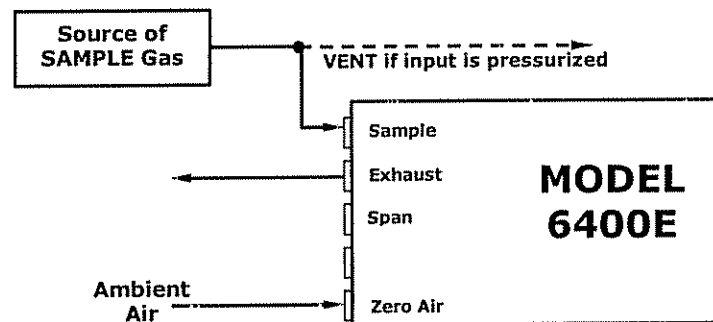 Source of
SAMPLE Gas
VENT if input is pressurized
Sample
Exhaust
Span
MODEL
6400E
Ambient
Air
Zero Air